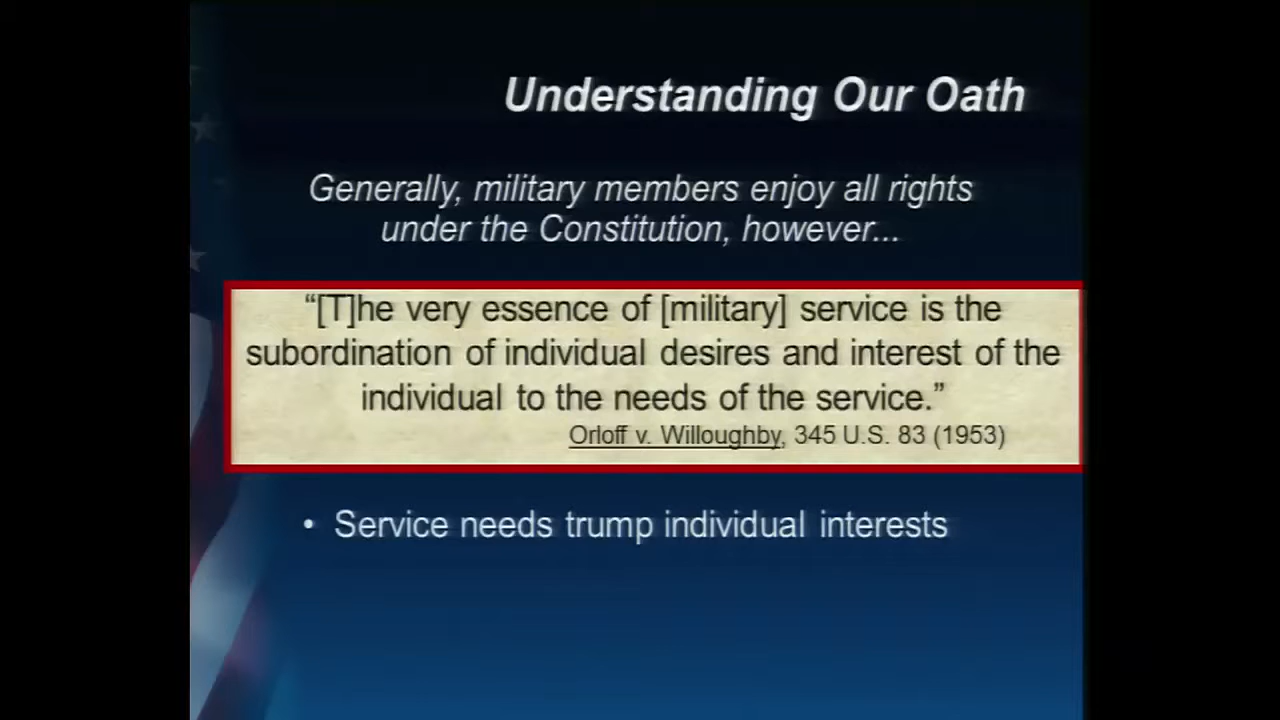 Understanding Our Oath
Generally, military members enjoy all rights
under the Constitution, however...
“[T]he very essence of [military] service is the
subordination of individual desires and interest of the
individual to the needs of the service.”
Orloff v. Willoughby, 345 U.S. 83 (1953)
• Service needs trump individual interests